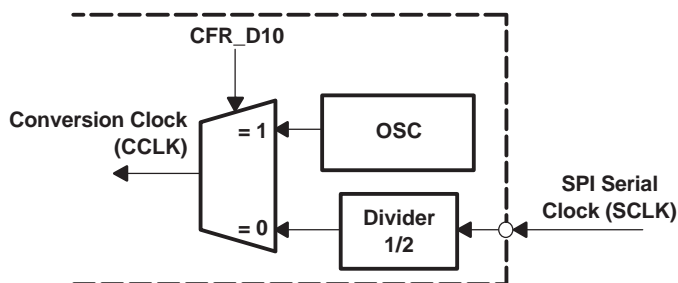 CFR_D10
Conversion Clock
(CCLK)
= 1
OSC
= 0
Divider
1/2
SPI Serial
Clock (SCLK)